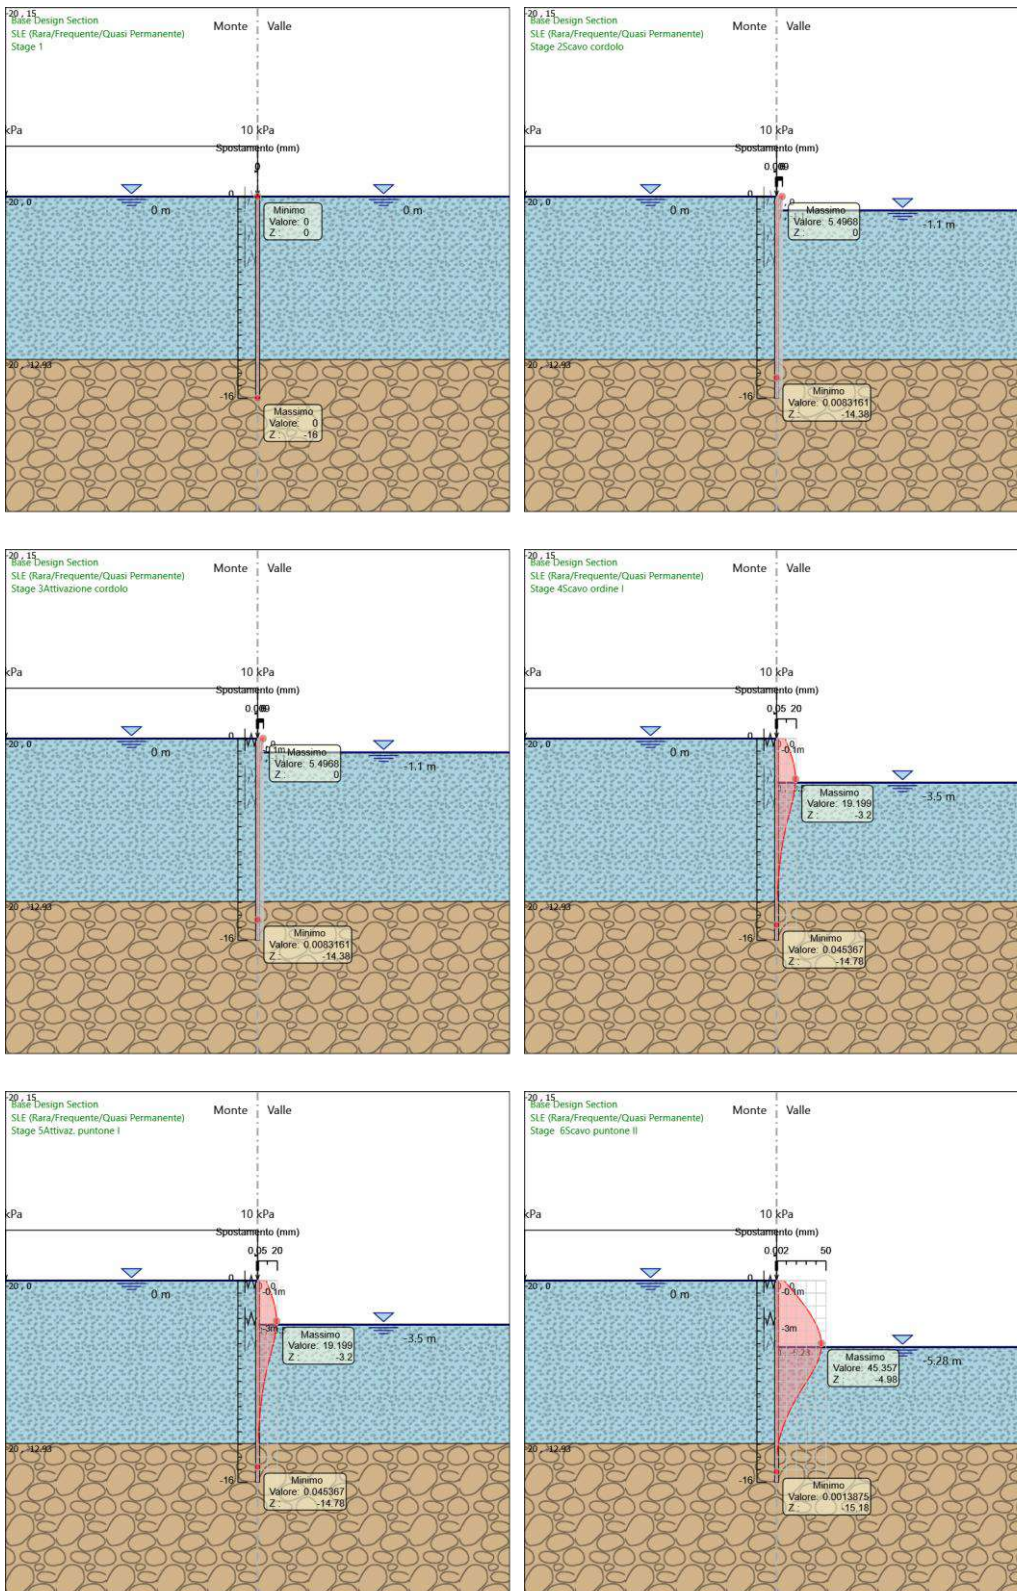 -20 , 15
Base Design Section
SLE (Rara/Frequente/Quasi Permanente)
Stage 1
Monte
Valle
kPa
10 kPa
Spostamento (mm)
0
0
-20 , 0
0 m
0 m
Minimo
Valore: 0
Z : 0
-20 , -12.93
-16
Massimo
Valore: 0
Z : -16
-20 , 15
Base Design Section
SLE (Rara/Frequente/Quasi Permanente)
Stage 2Scavo cordolo
Monte
Valle
kPa
10 kPa
Spostamento (mm)
0
-20 , 0
0 m
-1.1 m
Massimo
Valore: 5.4968
Z : 0
-20 , -12.93
-16
Minimo
Valore: 0.0083161
Z : -14.38
-20 , 15
Base Design Section
SLE (Rara/Frequente/Quasi Permanente)
Stage 3Attivazione cordolo
Monte
Valle
kPa
10 kPa
Spostamento (mm)
0
-20 , 0
0 m
-1.1 m
Massimo
Valore: 5.4968
Z : 0
-20 , -12.93
-16
Minimo
Valore: 0.0083161
Z : -14.38
-20 , 15
Base Design Section
SLE (Rara/Frequente/Quasi Permanente)
Stage 4Scavo ordine I
Monte
Valle
kPa
10 kPa
Spostamento (mm)
0.05 20
0
-20 , 0
-0.1m
0 m
-3.5 m
Massimo
Valore: 19.199
Z : -3.2
-20 , -12.93
-16
Minimo
Valore: 0.045367
Z : -14.78
-20 , 15
Base Design Section
SLE (Rara/Frequente/Quasi Permanente)
Stage 5Attivaz. puntone I
Monte
Valle
kPa
10 kPa
Spostamento (mm)
0.05 20
0
-20 , 0
-0.1m
0 m
-3m
-3.5 m
Massimo
Valore: 19.199
Z : -3.2
-20 , -12.93
-16
Minimo
Valore: 0.045367
Z : -14.78
-20 , 15
Base Design Section
SLE (Rara/Frequente/Quasi Permanente)
Stage 6Scavo puntone II
Monte
Valle
kPa
10 kPa
Spostamento (mm)
0.002 50
0
-20 , 0
-0.1m
0 m
-3m
-5.28 m
Massimo
Valore: 45.357
Z : -4.98
-20 , -12.93
-16
Minimo
Valore: 0.0013875
Z : -15.18